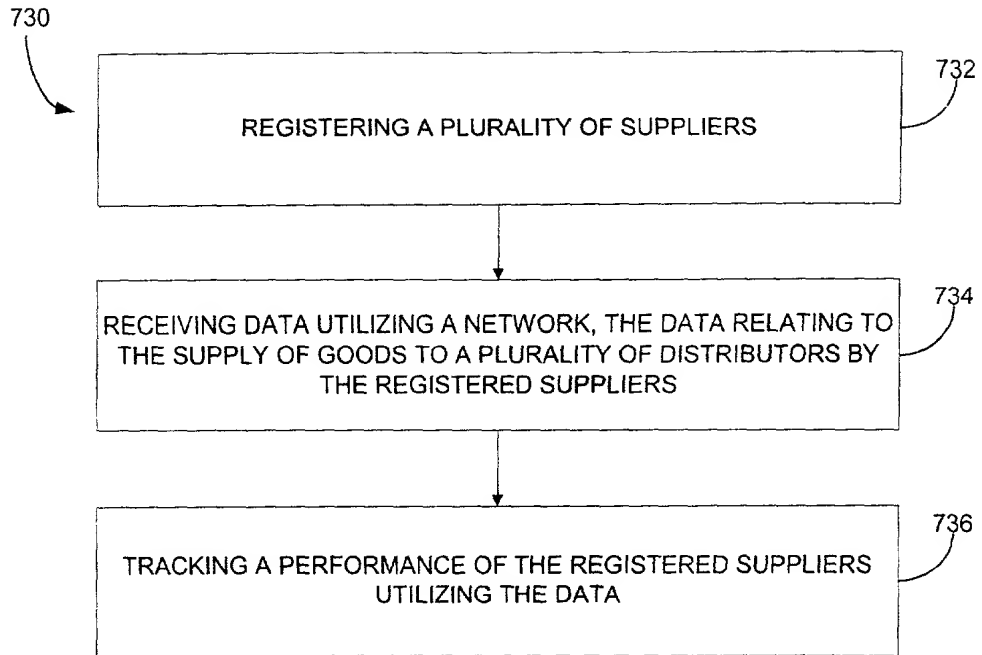 730
732
REGISTERING A PLURALITY OF SUPPLIERS
734
RECEIVING DATA UTILIZING A NETWORK, THE DATA RELATING TO
THE SUPPLY OF GOODS TO A PLURALITY OF DISTRIBUTORS BY
THE REGISTERED SUPPLIERS
736
TRACKING A PERFORMANCE OF THE REGISTERED SUPPLIERS
UTILIZING THE DATA